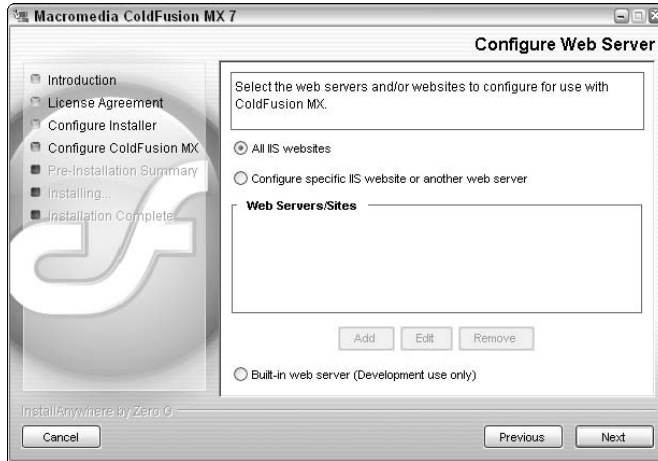 Macromedia ColdFusion MX 7
Configure Web Server
Introduction
License Agreement
Configure Installer
Configure ColdFusion MX
Pre-Installation Summary
Installing...
Installation Complete
Select the web servers and/or websites to configure for use with
ColdFusion MX.
All IIS websites
Configure specific IIS website or another web server
Web Servers/Sites
Add
Edit
Remove
Built-in web server (Development use only)
InstallAnywhere by Zero G
Cancel
Previous
Next